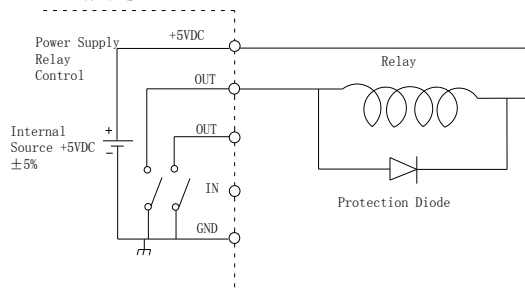 Power Supply
Relay
Control
+5VDC
Relay
OUT
Internal
Source +5VDC
±5%
+
−
OUT
IN
GND
Protection Diode